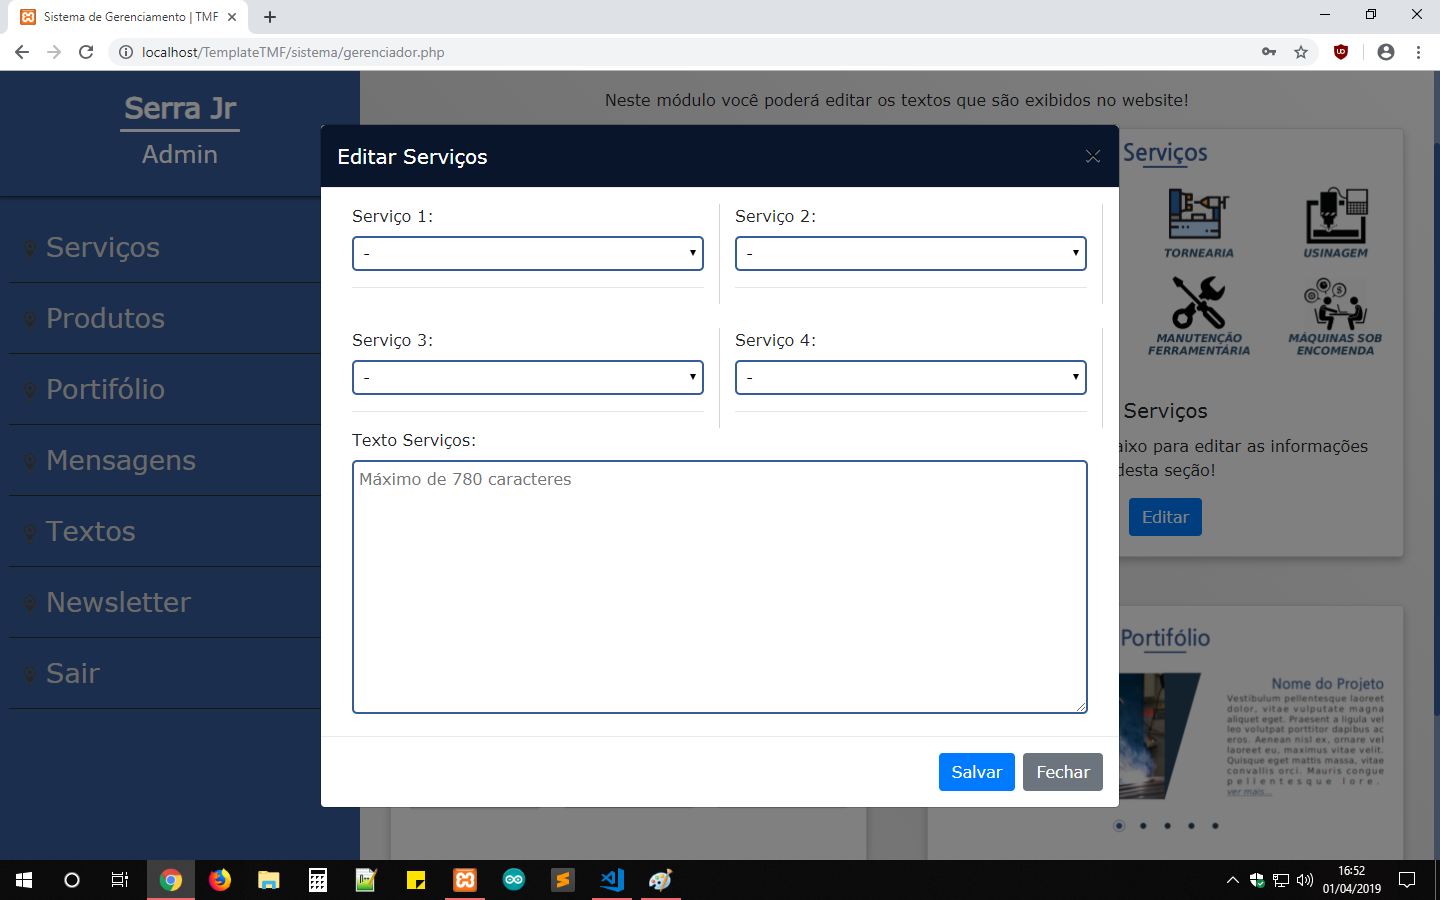 Sistema de Gerenciamento | TMF
localhost/TemplateTMF/sistema/gerenciador.php
Serra Jr
Admin
Serviços
Produtos
Portifólio
Mensagens
Textos
Newsletter
Sair
Neste módulo você poderá editar os textos que são exibidos no website!
Editar Serviços
Serviço 1:
-
Serviço 2:
-
Serviço 3:
-
Serviço 4:
-
Texto Serviços:
Máximo de 780 caracteres
Salvar
Fechar
Serviços
TORNEARIA
USINAGEM
MANUTENÇÃO
FERRAMENTÁRIA
MÁQUINAS SOB
ENCOMENDA
Serviços
aixo para editar as informações
desta seção!
Editar
Portifólio
Nome do Projeto
Vestibulum pellentesque laoreet
dolor, vitae vulputate magna
aliquet eget. Praesent a ligula vel
leo volutpat porttitor dapibus ac
eros. Aenean nisl ex, ornare vel
laoreet eu, maximus vitae velit.
Quisque eget mattis massa, vitae
convallis orci. Mauris congue
pellentesque lore.
ver mais...
16:52
01/04/2019